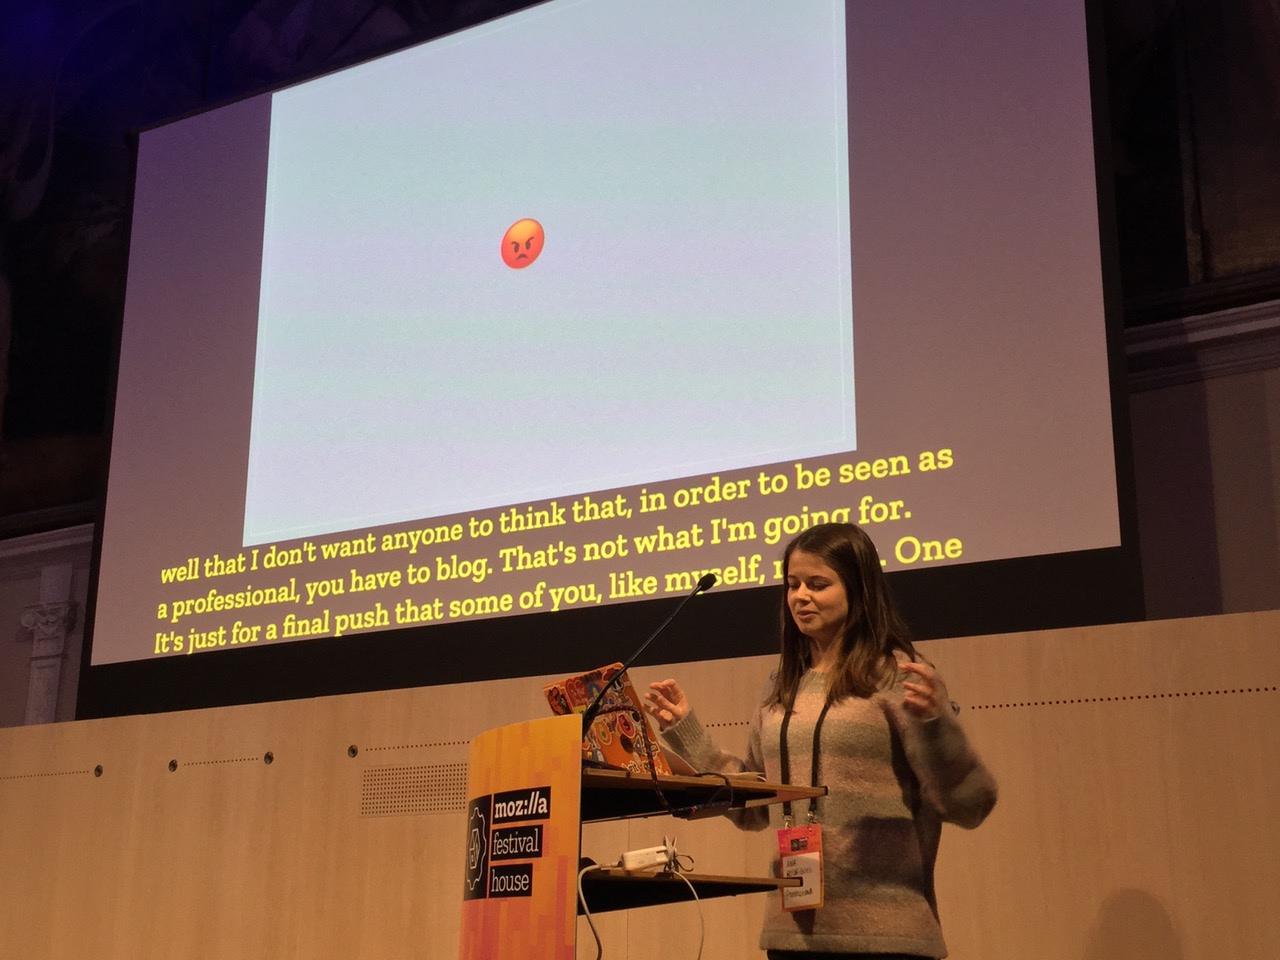 well that I don't want anyone to think that, in order to be seen as
a professional, you have to blog. That's not what I'm going for.
It's just for a final push that some of you, like myself, One
moz://a
festival
house